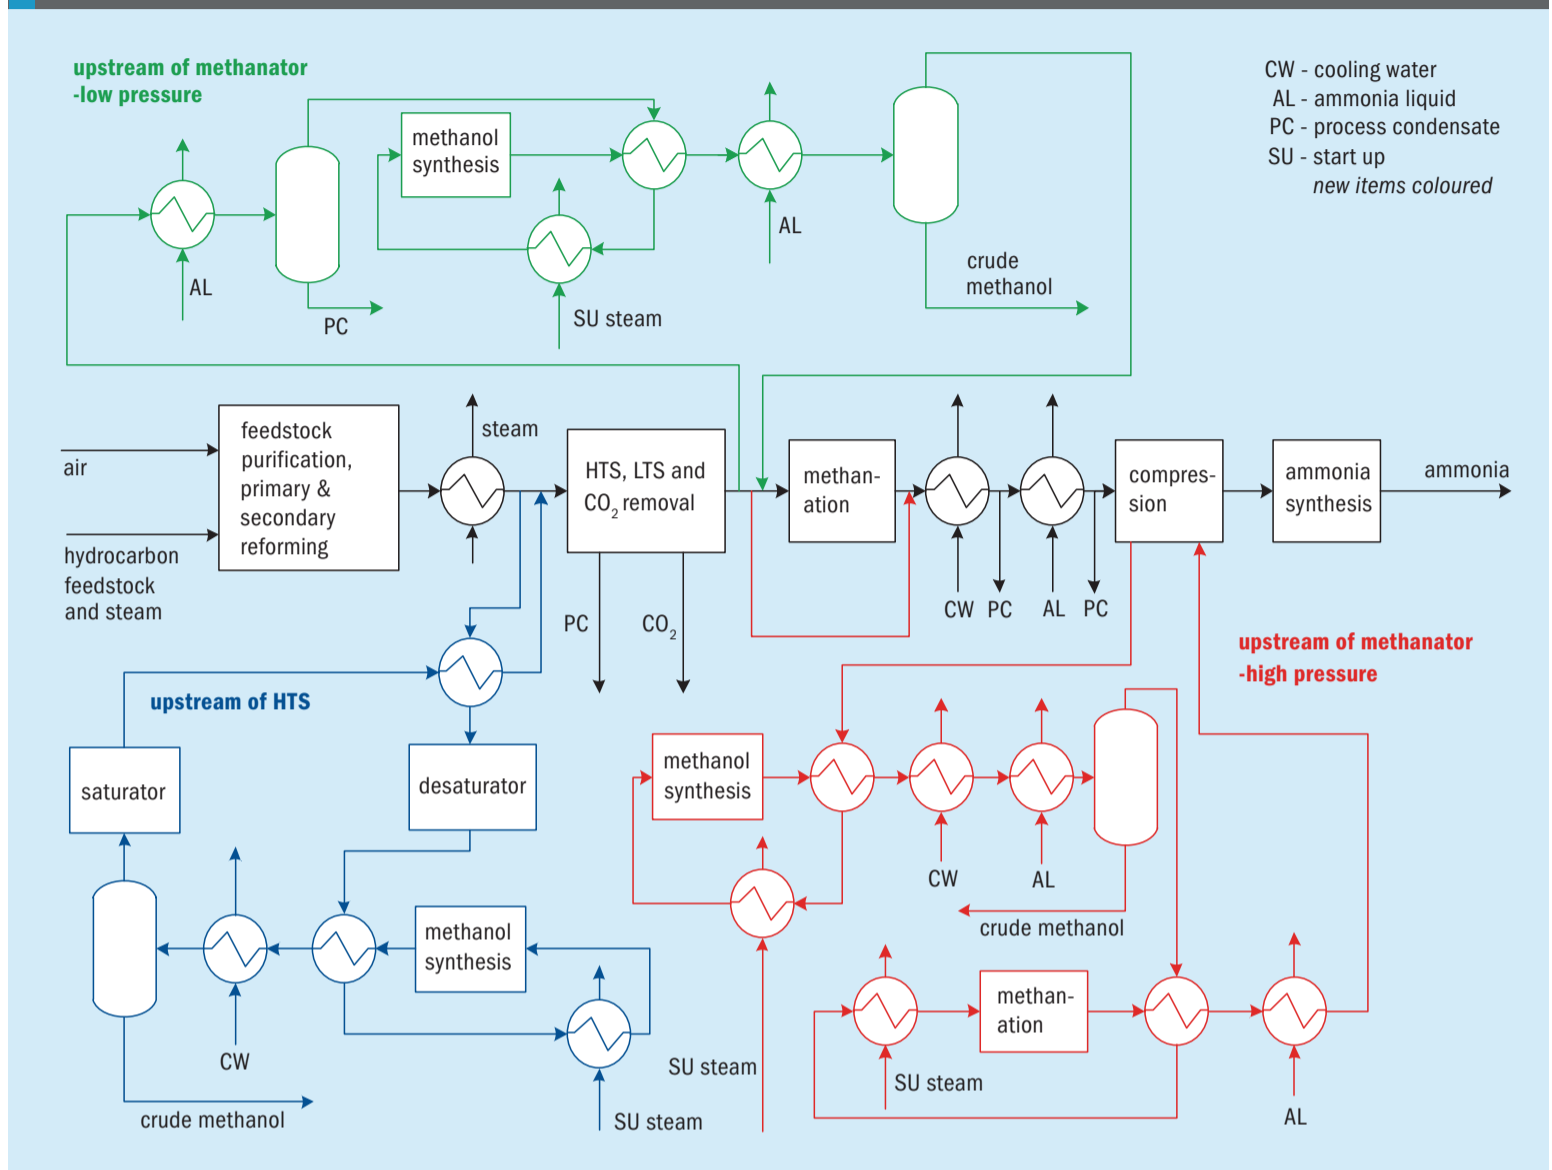 upstream of methanator
-low pressure
CW - cooling water
AL - ammonia liquid
PC - process condensate
SU - start up
new items coloured
methanol
synthesis
AL
AL
PC
SU steam
crude
methanol
air
hydrocarbon
feedstock
and steam
feedstock
purification,
primary &
secondary
reforming
steam
HTS, LTS and
CO2 removal
PC
CO2
methan-
ation
CW
PC
AL
PC
compres-
sion
ammonia
synthesis
ammonia
upstream of HTS
saturator
desaturator
methanol
synthesis
CW
crude methanol
SU steam
upstream of methanator
-high pressure
methanol
synthesis
CW
AL
crude methanol
SU steam
methan-
ation
SU steam
AL